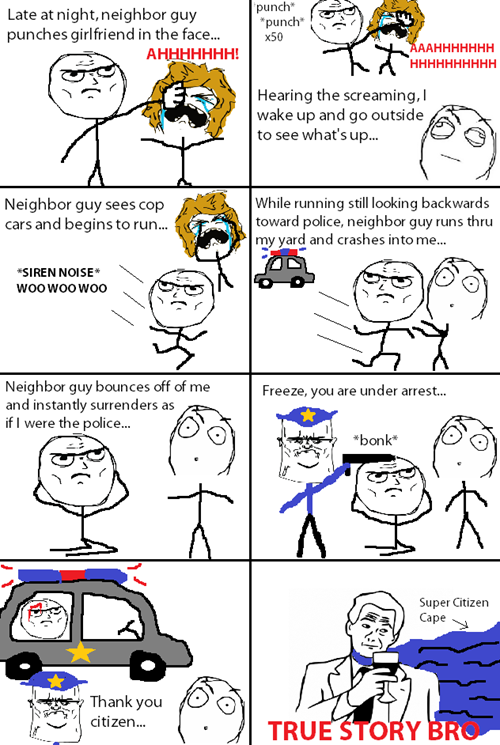 Late at night, neighbor guy
punches girlfriend in the face...
AHHHHHHH!
*punch*
*punch*
x50
AAAHHHHHHH
HHHHHHHHHH
Hearing the screaming, I
wake up and go outside
to see what's up...
Neighbor guy sees cop
cars and begins to run...
*SIREN NOISE*
WOO WOO WOO
While running still looking backwards
toward police, neighbor guy runs thru
my yard and crashes into me...
Neighbor guy bounces off of me
and instantly surrenders as
if I were the police...
Freeze, you are under arrest...
*bonk*
Thank you
citizen...
Super Citizen
Cape
TRUE STORY BRO